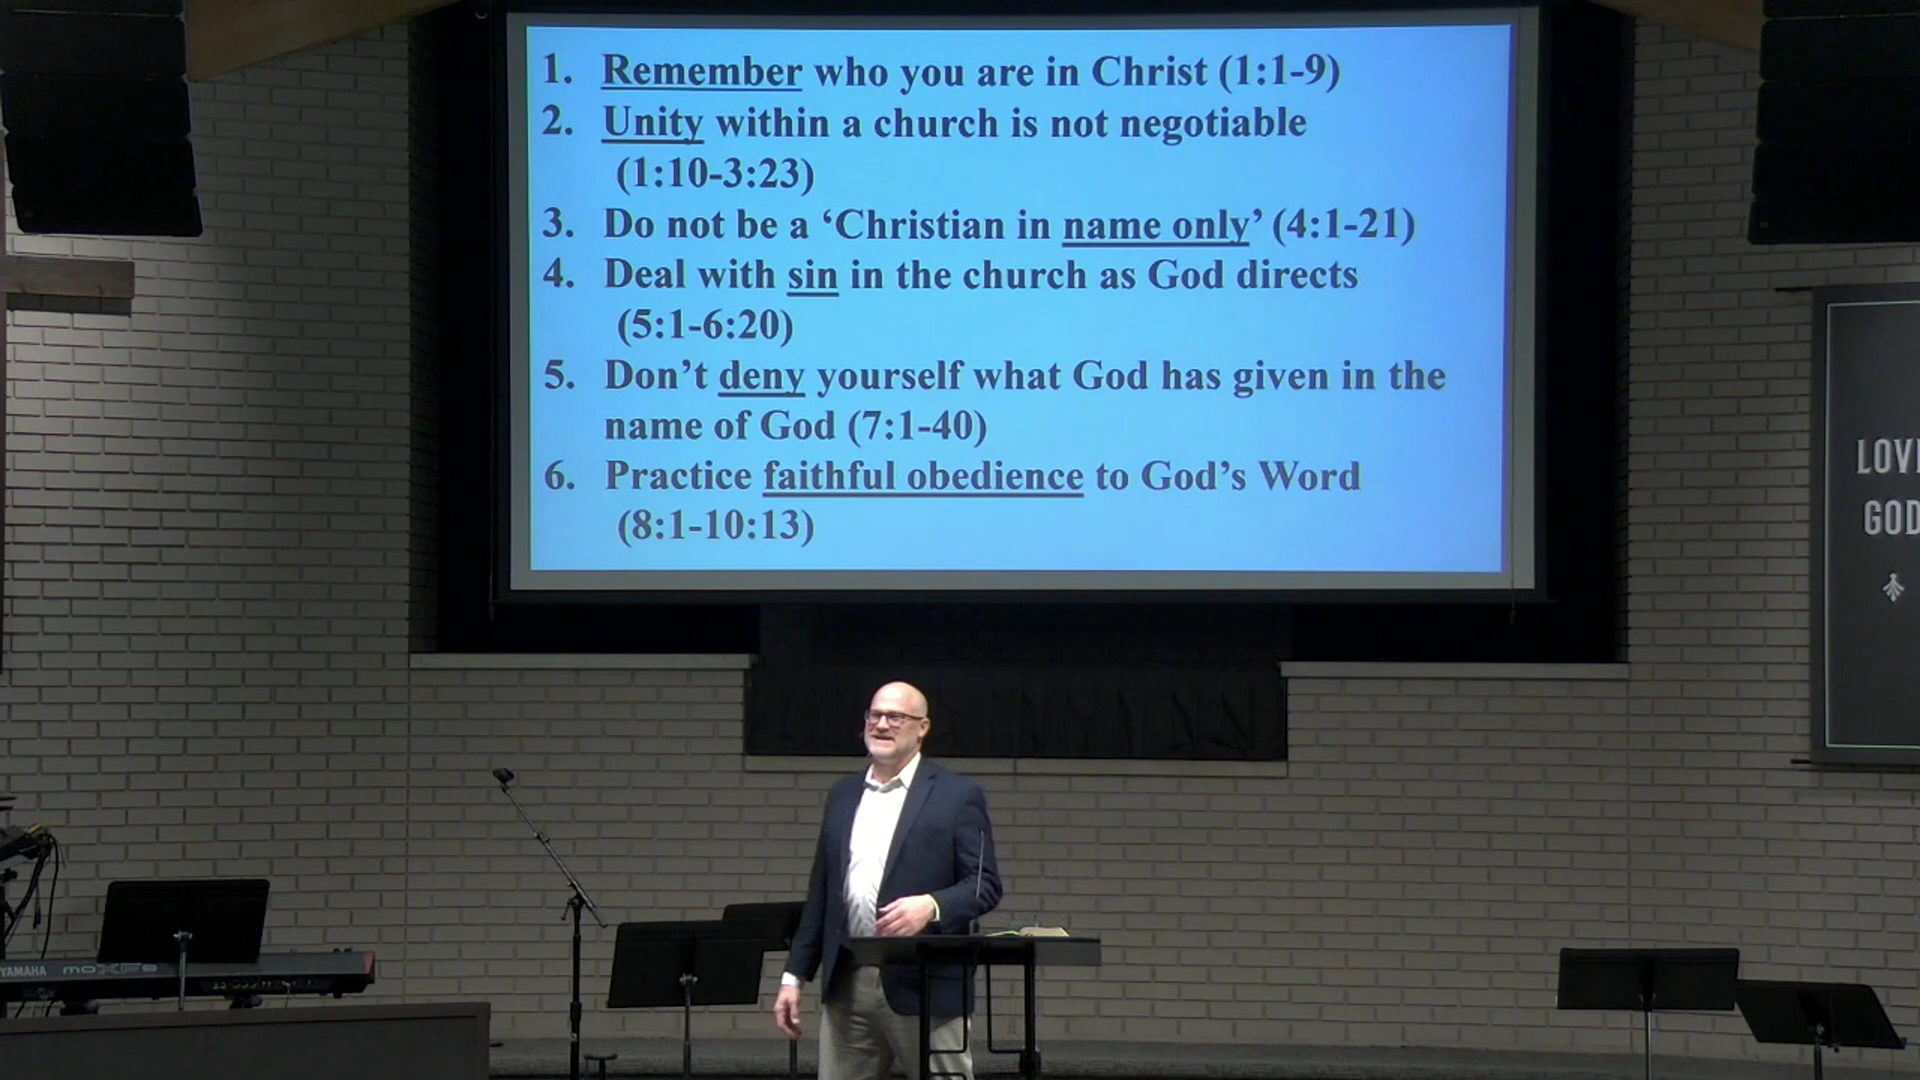 1. Remember who you are in Christ (1:1-9)
2. Unity within a church is not negotiable
(1:10-3:23)
3. Do not be a ‘Christian in name only’ (4:1-21)
4. Deal with sin in the church as God directs
(5:1-6:20)
5. Don’t deny yourself what God has given in the
name of God (7:1-40)
6. Practice faithful obedience to God’s Word
(8:1-10:13)
GOD
YAMAHA